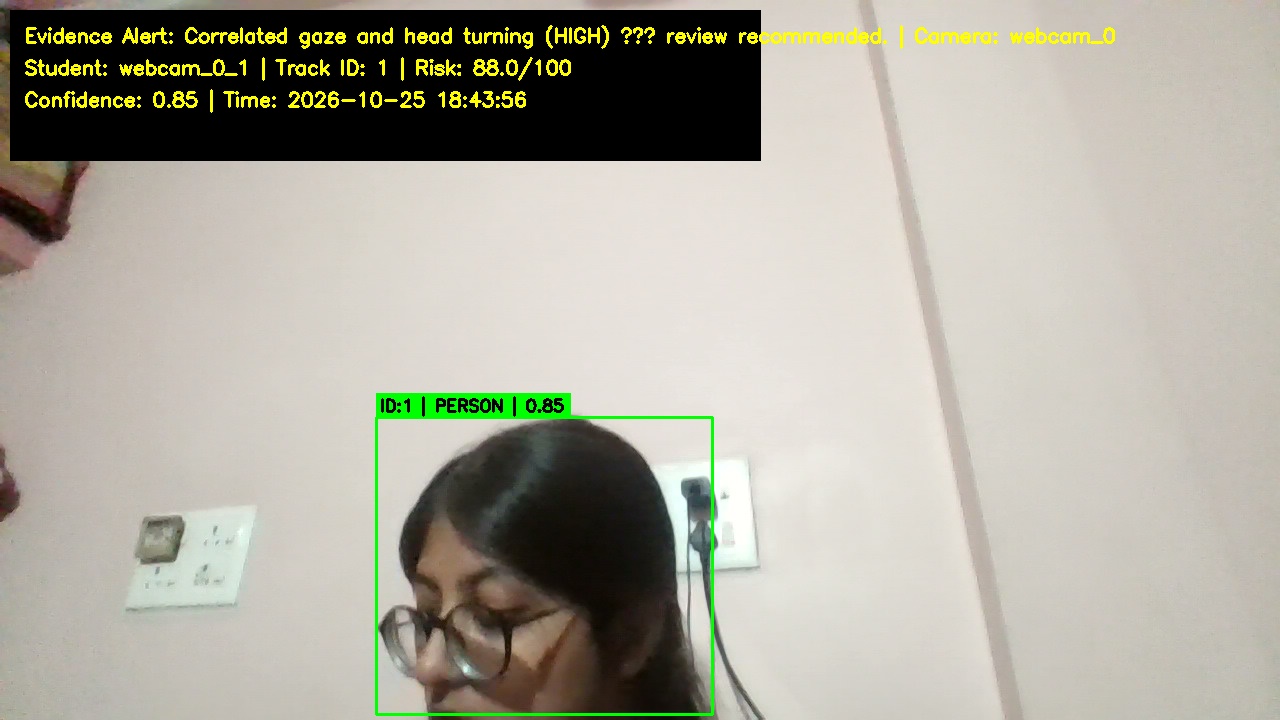 Evidence Alert: Correlated gaze and head turning (HIGH) ??? review recommended. | Camera: webcam_0
Student: webcam_0_1 | Track ID: 1 | Risk: 88.0/100
Confidence: 0.85 | Time: 2026-10-25 18:43:56
ID:1 | PERSON | 0.85